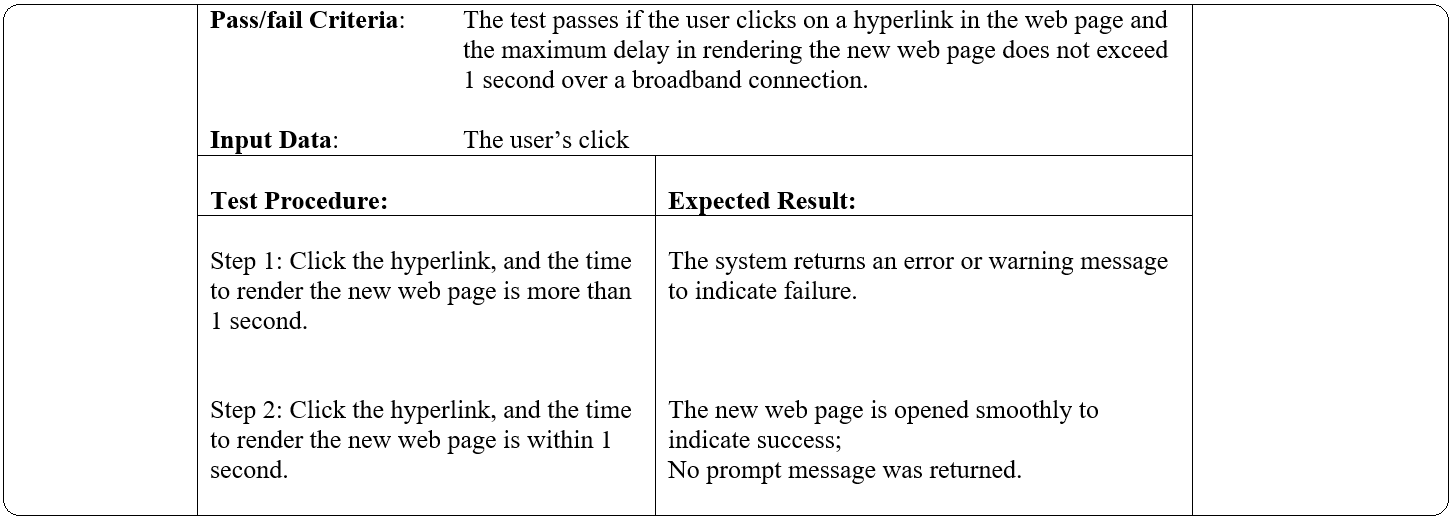 Pass/fail Criteria: The test passes if the user clicks on a hyperlink in the web page and
the maximum delay in rendering the new web page does not exceed
1 second over a broadband connection.
Input Data: The user’s click
Test Procedure: Expected Result:
Step 1: Click the hyperlink, and the time
to render the new web page is more than
1 second.
The system returns an error or warning message
to indicate failure.
Step 2: Click the hyperlink, and the time
to render the new web page is within 1
second.
The new web page is opened smoothly to
indicate success;
No prompt message was returned.